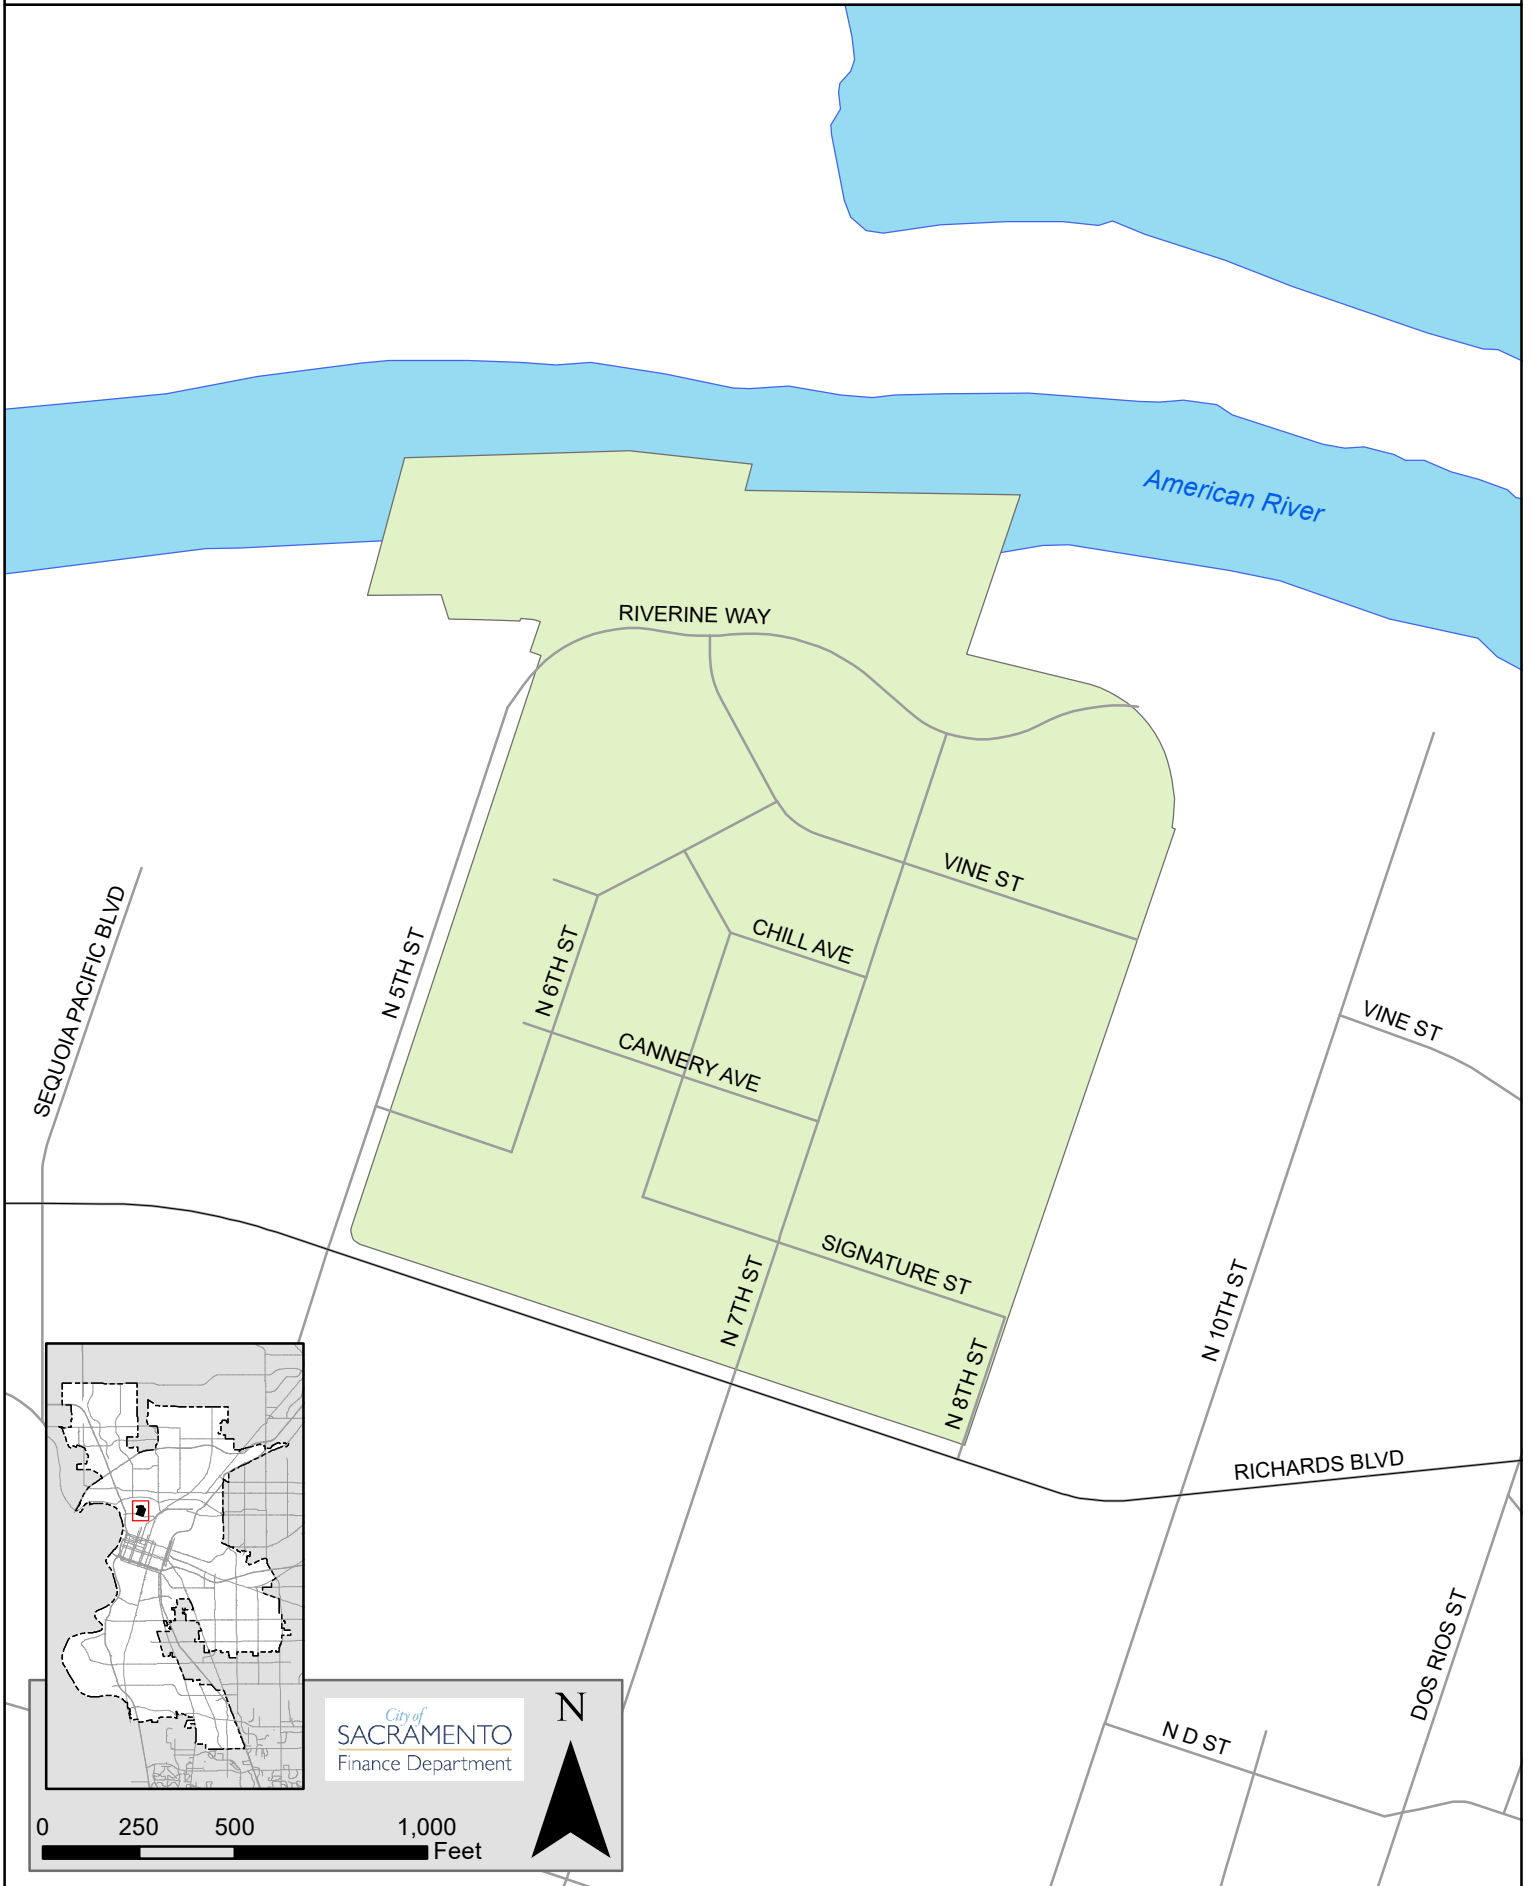 American River
RIVERINE WAY
VINE ST
CHILL AVE
SEQUOIA PACIFIC BLVD
N 5TH ST
N 6TH ST
VINE ST
CANNERY AVE
SIGNATURE ST
N 7TH ST
N 10TH ST
N 8TH ST
RICHARDS BLVD
DOS RIOS ST
N D ST
City of
SACRAMENTO
Finance Department
N
0 250 500 1,000
Feet